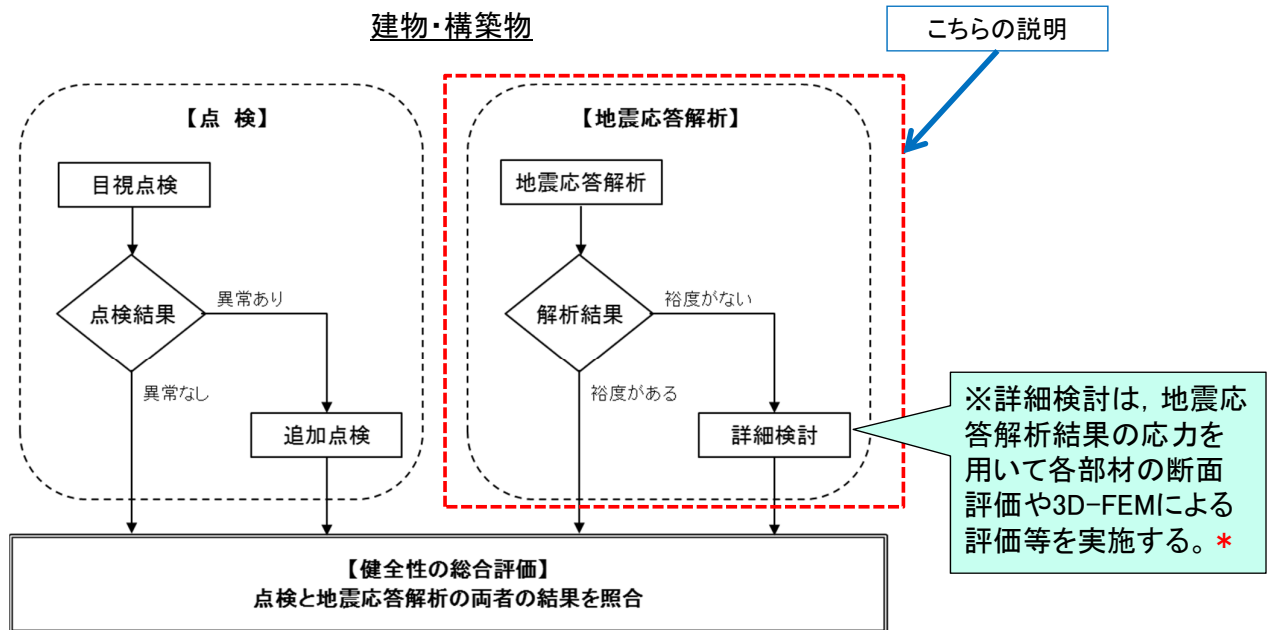 建物・構築物
こちらの説明
【点 検】
目視点検
点検結果
異常あり
異常なし
追加点検
【地震応答解析】
地震応答解析
解析結果
裕度がない
裕度がある
詳細検討
※詳細検討は，地震応
答解析結果の応力を
用いて各部材の断面
評価や3D-FEMによる
評価等を実施する。*
【健全性の総合評価】
点検と地震応答解析の両者の結果を照合